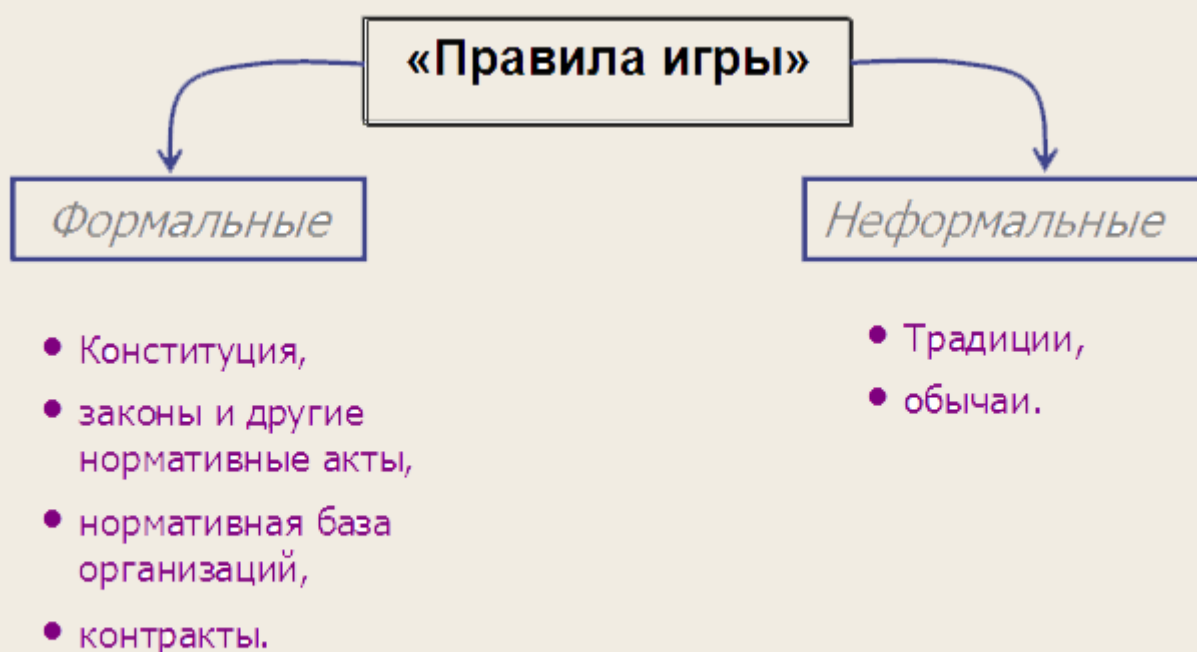 «Правила игры»
Формальные
Неформальные
• Конституция,
• законы и другие
нормативные акты,
• нормативная база
организаций,
• контракты.
• Традиции,
• обычаи.